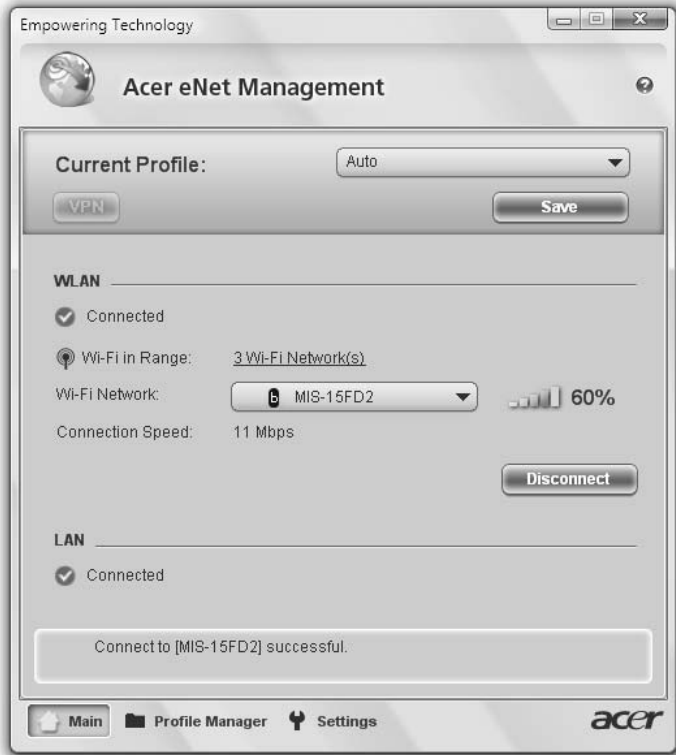 Empowering Technology
Acer eNet Management
Current Profile:
Auto
VPN
Save
WLAN
Connected
Wi-Fi in Range:
3 Wi-Fi Network(s)
Wi-Fi Network:
b MIS-15FD2
60%
Connection Speed:
11 Mbps
Disconnect
LAN
Connected
Connect to [MIS-15FD2] successful.
Main
Profile Manager
Settings
acer